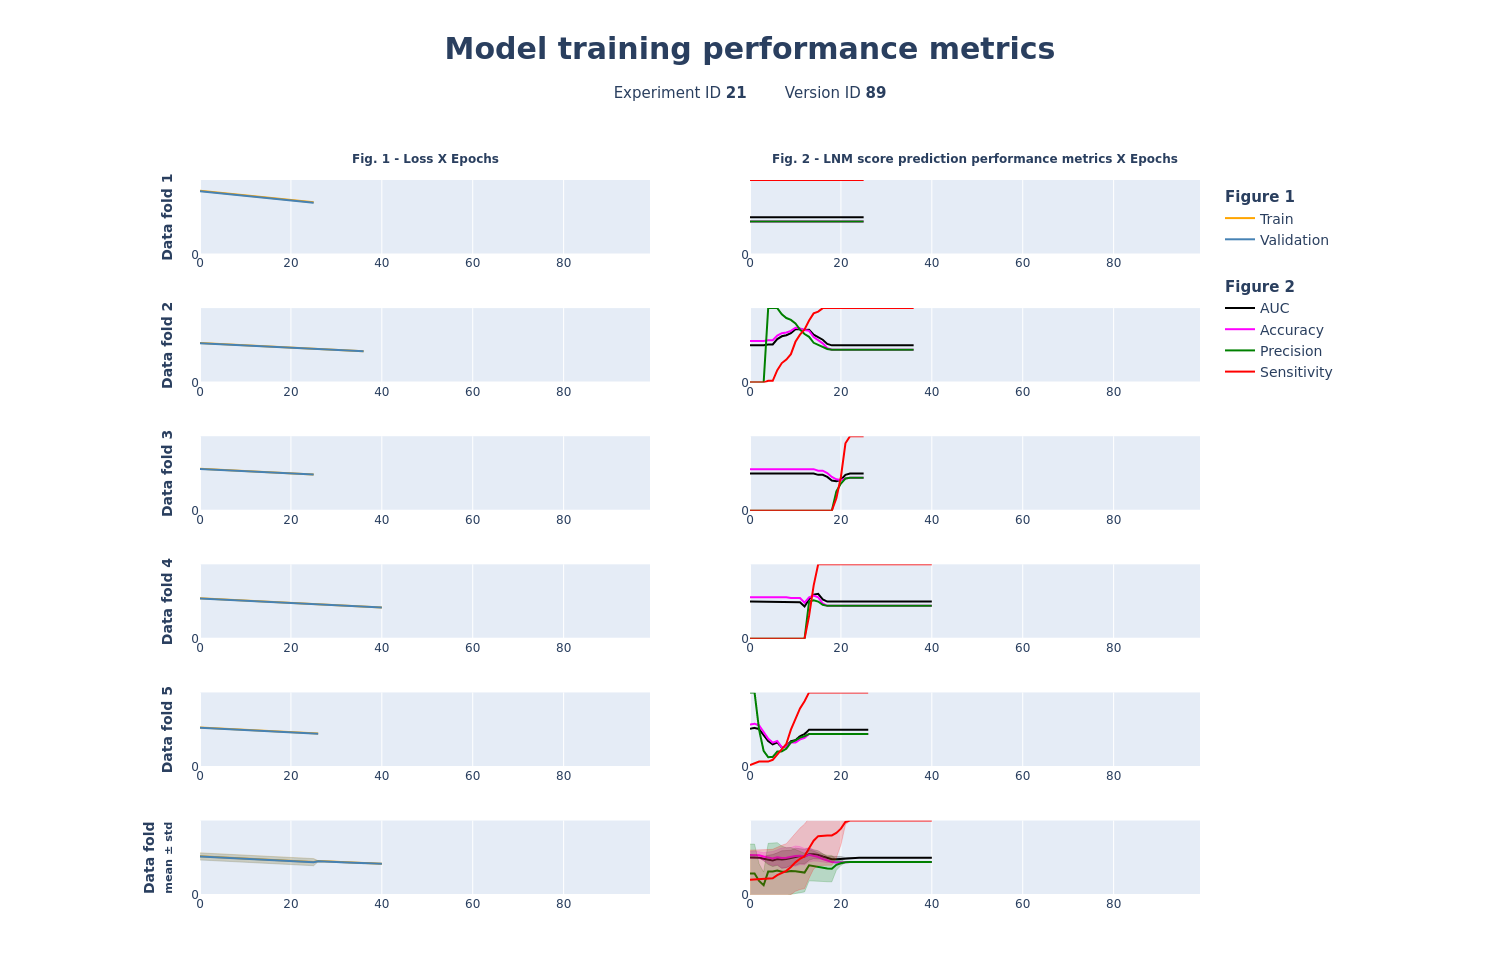 Model training performance metrics
Experiment ID 21 Version ID 89
Fig. 1 - Loss X Epochs
Fig. 2 - LNM score prediction performance metrics X Epochs
Data fold 1
0
0 20 40 60 80
0
0 20 40 60 80
Figure 1
Train
Validation
Figure 2
AUC
Accuracy
Precision
Sensitivity
Data fold 2
0
0 20 40 60 80
0
0 20 40 60 80
Data fold 3
0
0 20 40 60 80
0
0 20 40 60 80
Data fold 4
0
0 20 40 60 80
0
0 20 40 60 80
Data fold 5
0
0 20 40 60 80
0
0 20 40 60 80
Data fold
mean ± std
0
0 20 40 60 80
0
0 20 40 60 80